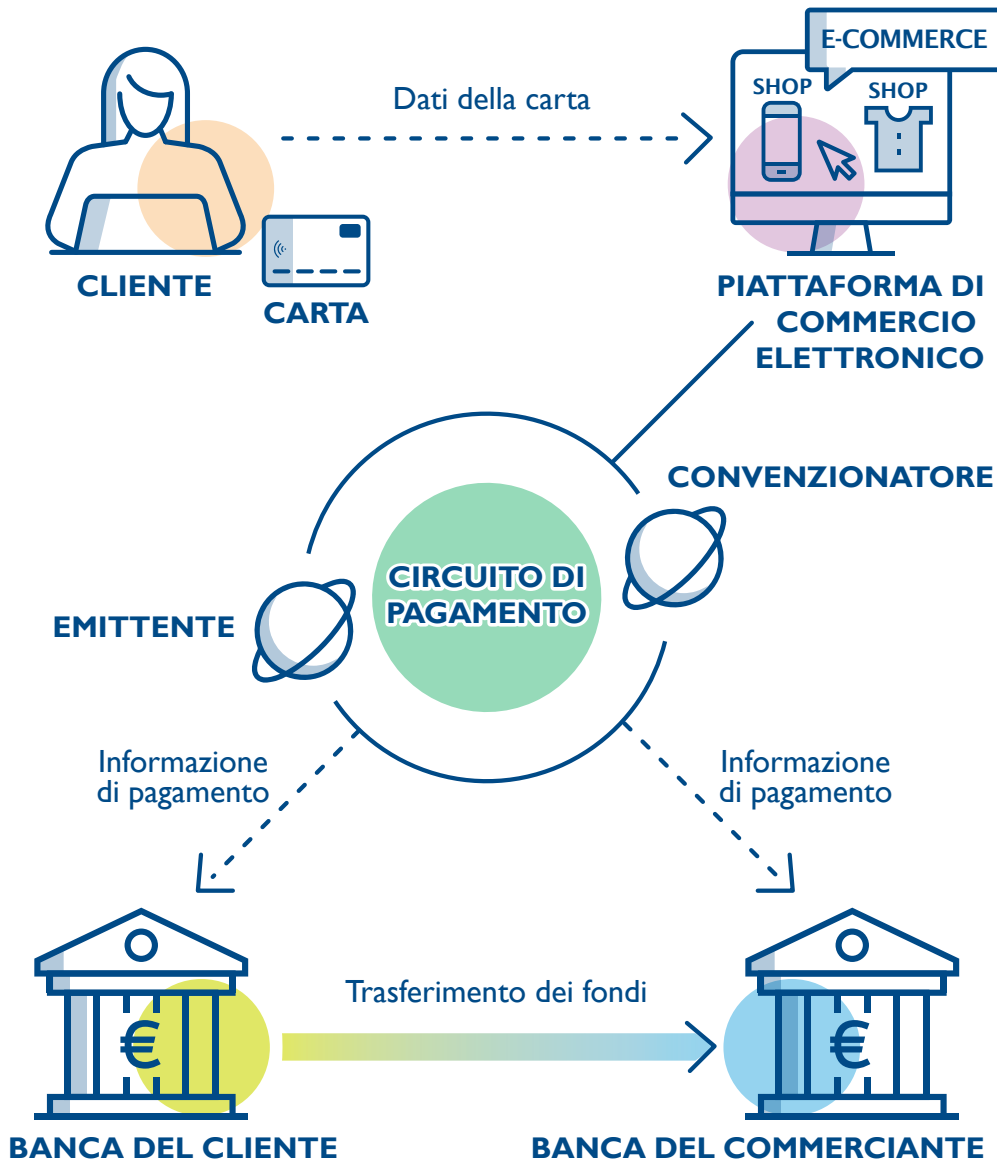 E-COMMERCE
SHOP
SHOP
Dati della carta
CLIENTE
CARTA
PIATTAFORMA DI
COMMERCIO
ELETTRONICO
CONVENZIONATORE
CIRCUITO DI
PAGAMENTO
EMITTENTE
Informazione
di pagamento
Informazione
di pagamento
Trasferimento dei fondi
€
€
BANCA DEL CLIENTE
BANCA DEL COMMERCIANTE